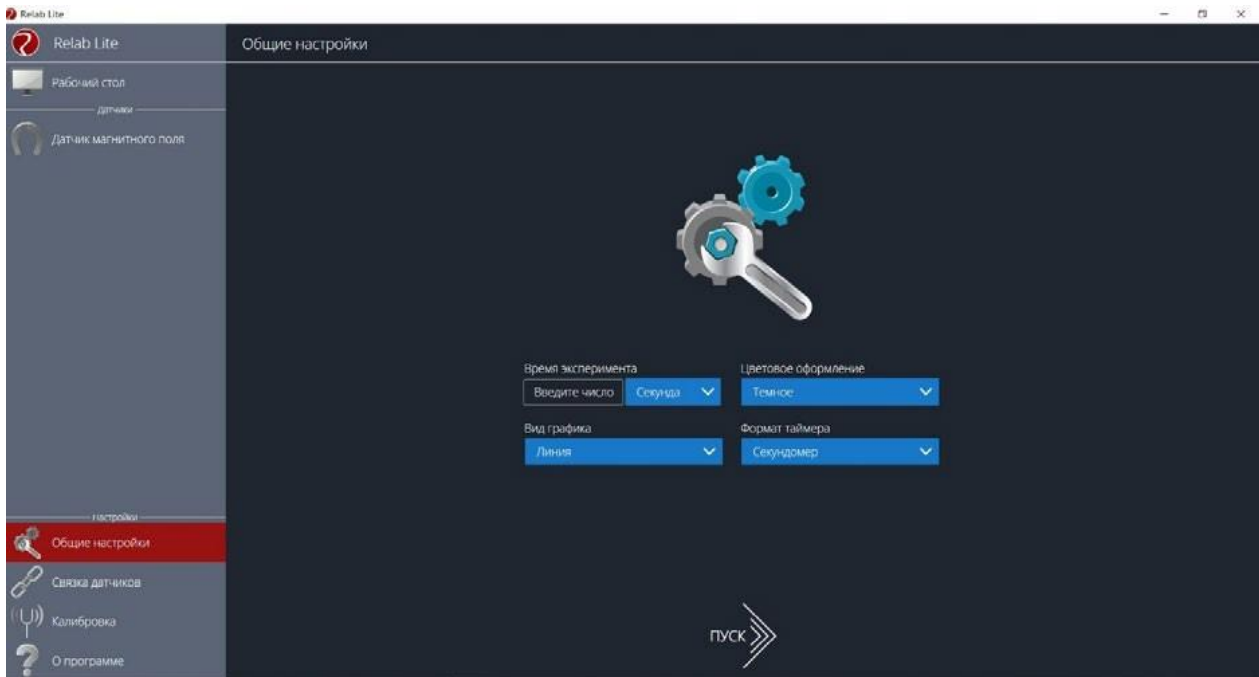 Relab Lite
Relab Lite
Общие настройки
Рабочий стол
Датчики
Датчик магнитного поля
Время эксперимента
Цветовое оформление
Введите число
Секунда
Темное
Вид графика
Формат таймера
Линия
Секундомер
Настройки
Общие настройки
Связка датчиков
Калибровка
О программе
ПУСК